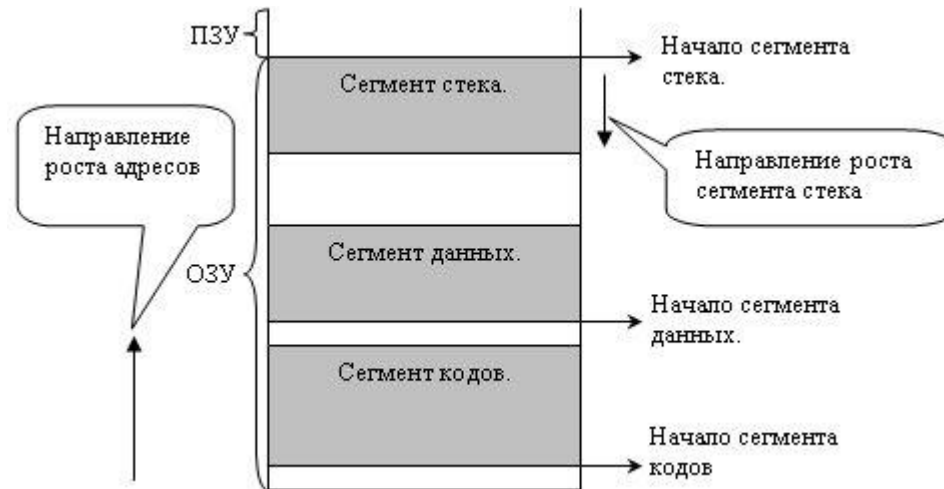 ПЗУ
Начало сегмента
стека.
Сегмент стека.
Направление
роста адресов
Направление роста
сегмента стека
Сегмент данных.
ОЗУ
Начало сегмента
данных.
Сегмент кодов.
Начало сегмента
кодов